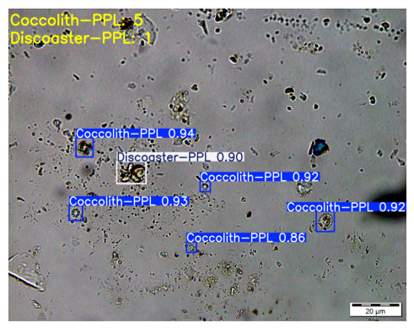 Coccolith-PPL: 5
Discoaster-PPL: 1
Coccolith-PPL 0.94
Discoaster-PPL 0.90
Coccolith-PPL 0.92
Coccolith-PPL 0.93
Coccolith-PPL 0.92
Coccolith-PPL 0.86
20 µm